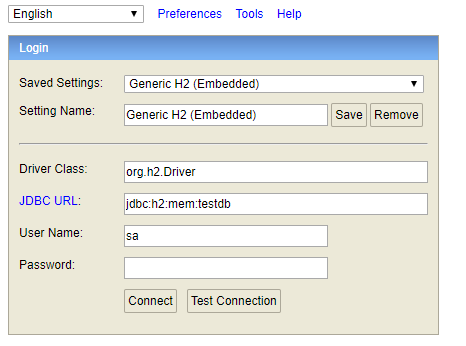 English Preferences Tools Help
Login
Saved Settings: Generic H2 (Embedded)
Setting Name: Generic H2 (Embedded) Save Remove
Driver Class: org.h2.Driver
JDBC URL: jdbc:h2:mem:testdb
User Name: sa
Password:
Connect Test Connection